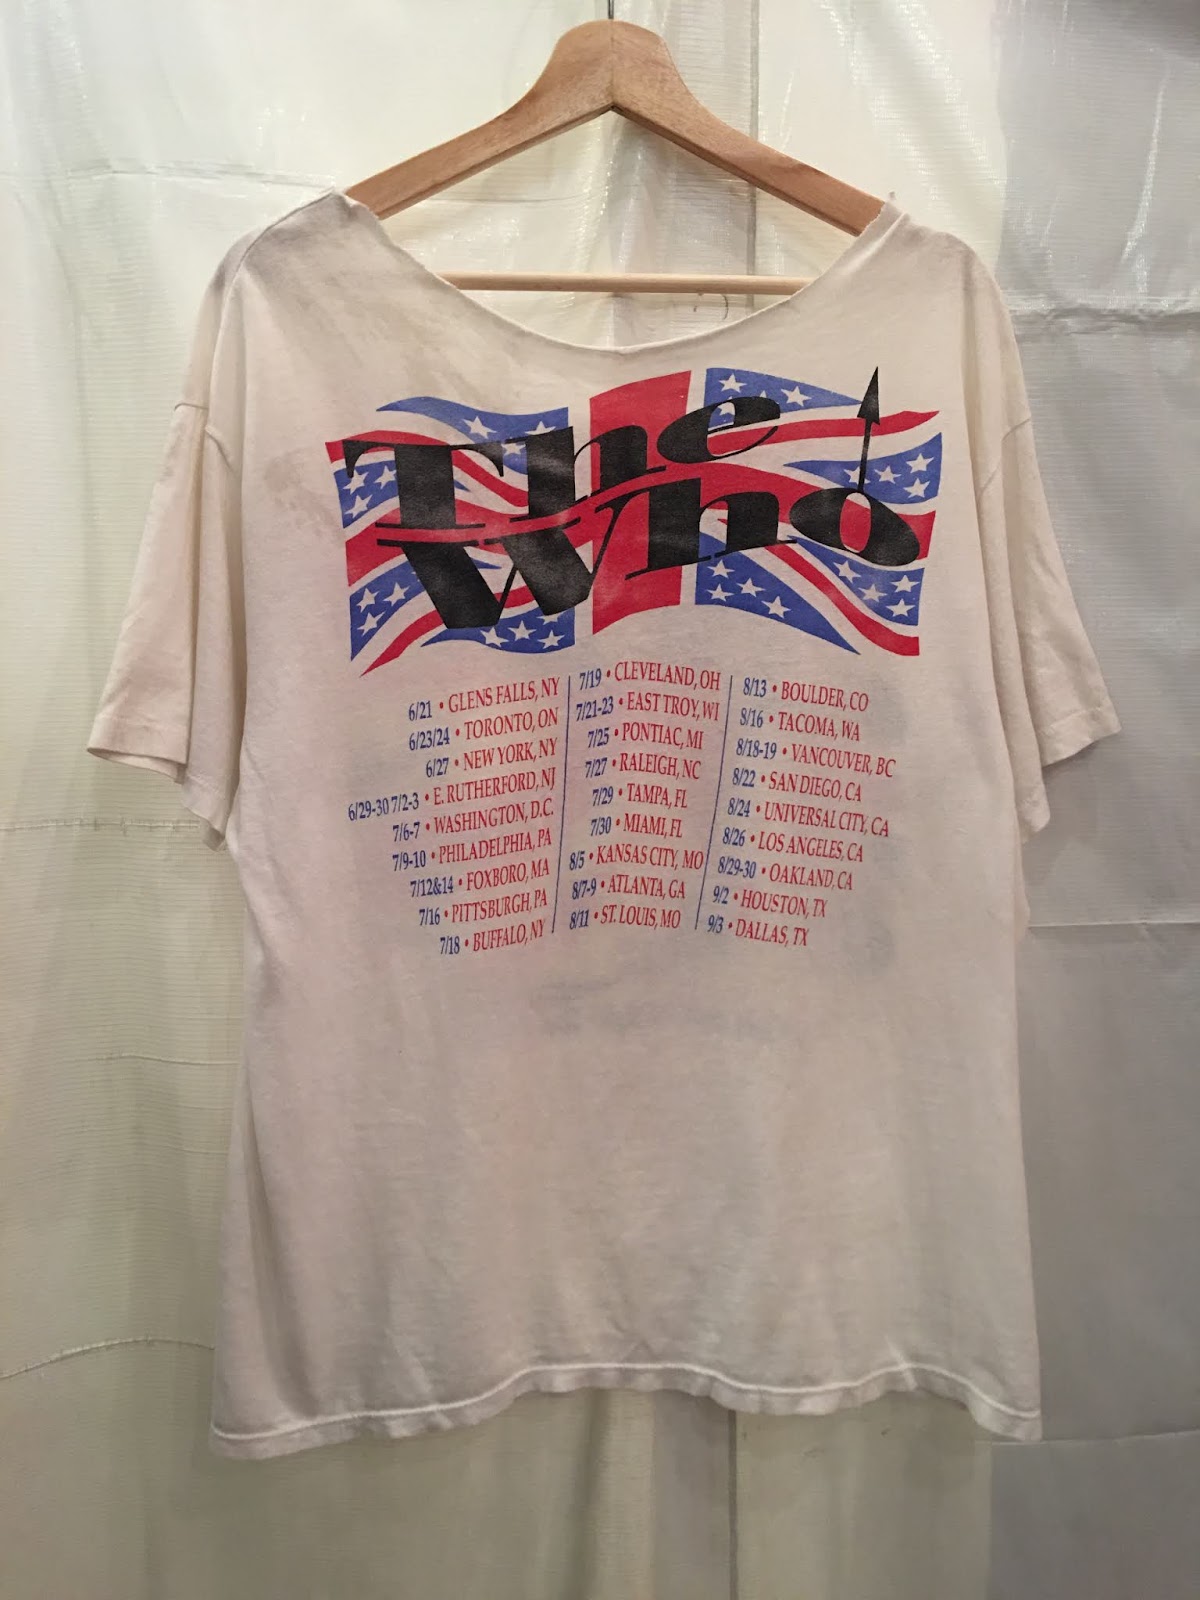 The
Who
6/21 • GLENS FALLS, NY
6/23/24 • TORONTO, ON
6/27 • NEW YORK, NY
6/29-30 7/2-3 • E. RUTHERFORD, NJ
7/6-7 • WASHINGTON, D.C.
7/9-10 • PHILADELPHIA, PA
7/12&14 • FOXBORO, MA
7/16 • PITTSBURGH, PA
7/18 • BUFFALO, NY
7/19 • CLEVELAND, OH
7/21-23 • EAST TROY, WI
7/25 • PONTIAC, MI
7/27 • RALEIGH, NC
7/29 • TAMPA, FL
7/30 • MIAMI, FL
8/5 • KANSAS CITY, MO
8/7-9 • ATLANTA, GA
8/11 • ST. LOUIS, MO
8/13 • BOULDER, CO
8/16 • TACOMA, WA
8/18-19 • VANCOUVER, BC
8/22 • SAN DIEGO, CA
8/24 • UNIVERSAL CITY, CA
8/26 • LOS ANGELES, CA
8/29-30 • OAKLAND, CA
9/2 • HOUSTON, TX
9/3 • DALLAS, TX